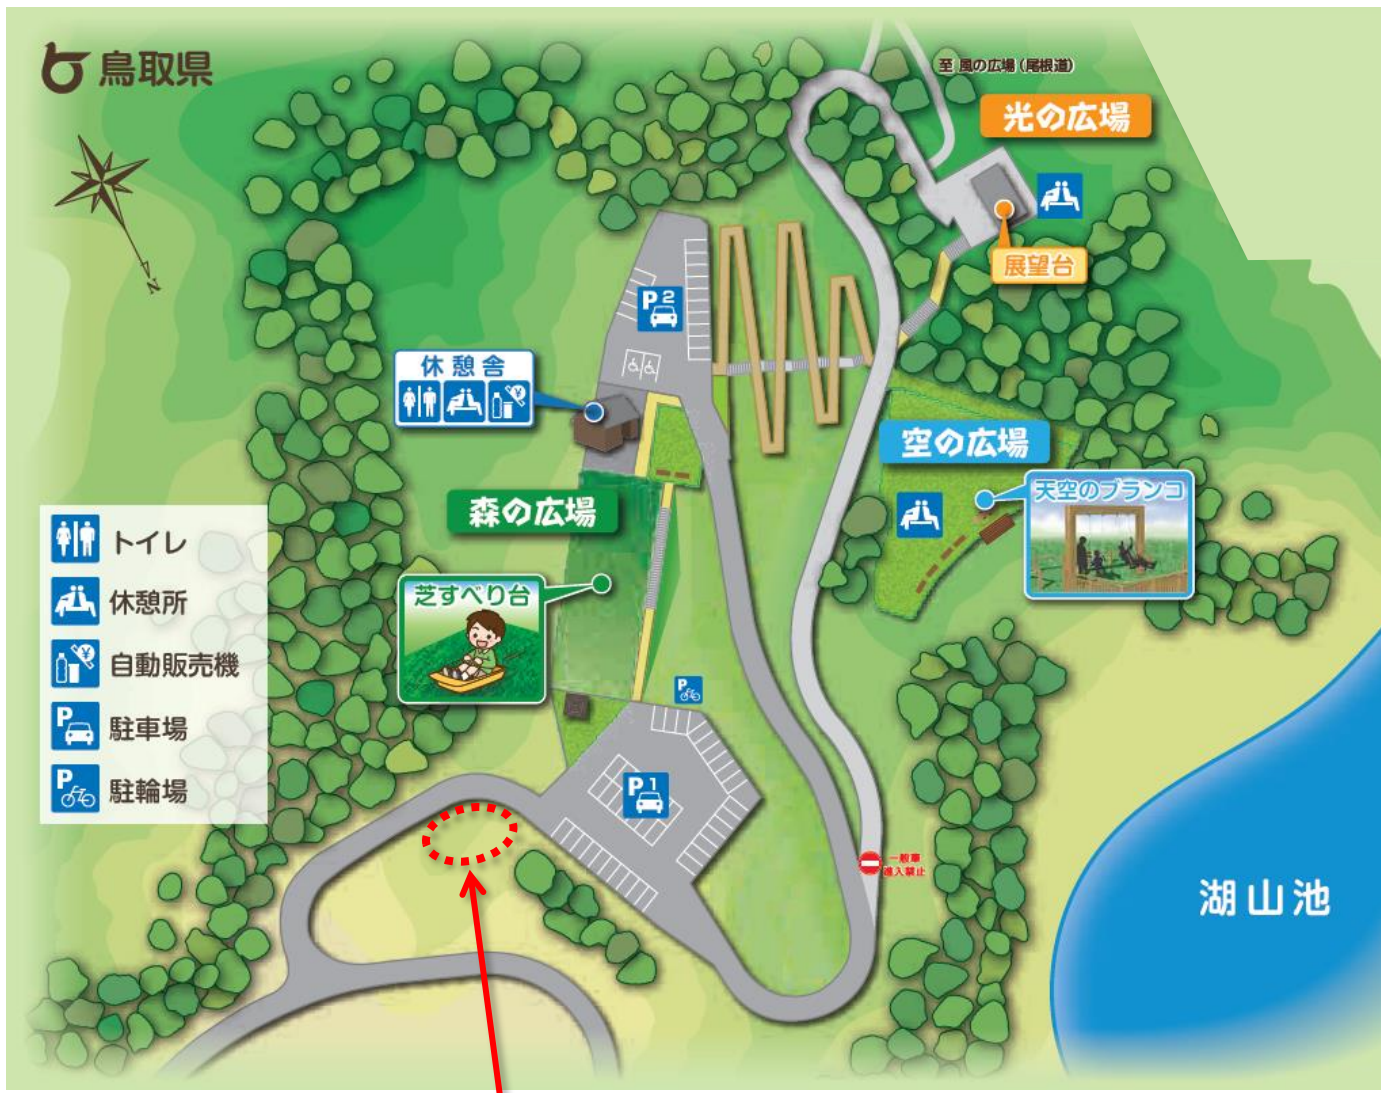 鳥取県
至 風の広場（尾根道）
光の広場
展望台
N
P2
休憩舎
空の広場
天空のブランコ
森の広場
芝すべり台
トイレ
休憩所
自動販売機
P
駐車場
P
駐輪場
P
P1
一般車
進入禁止
湖山池